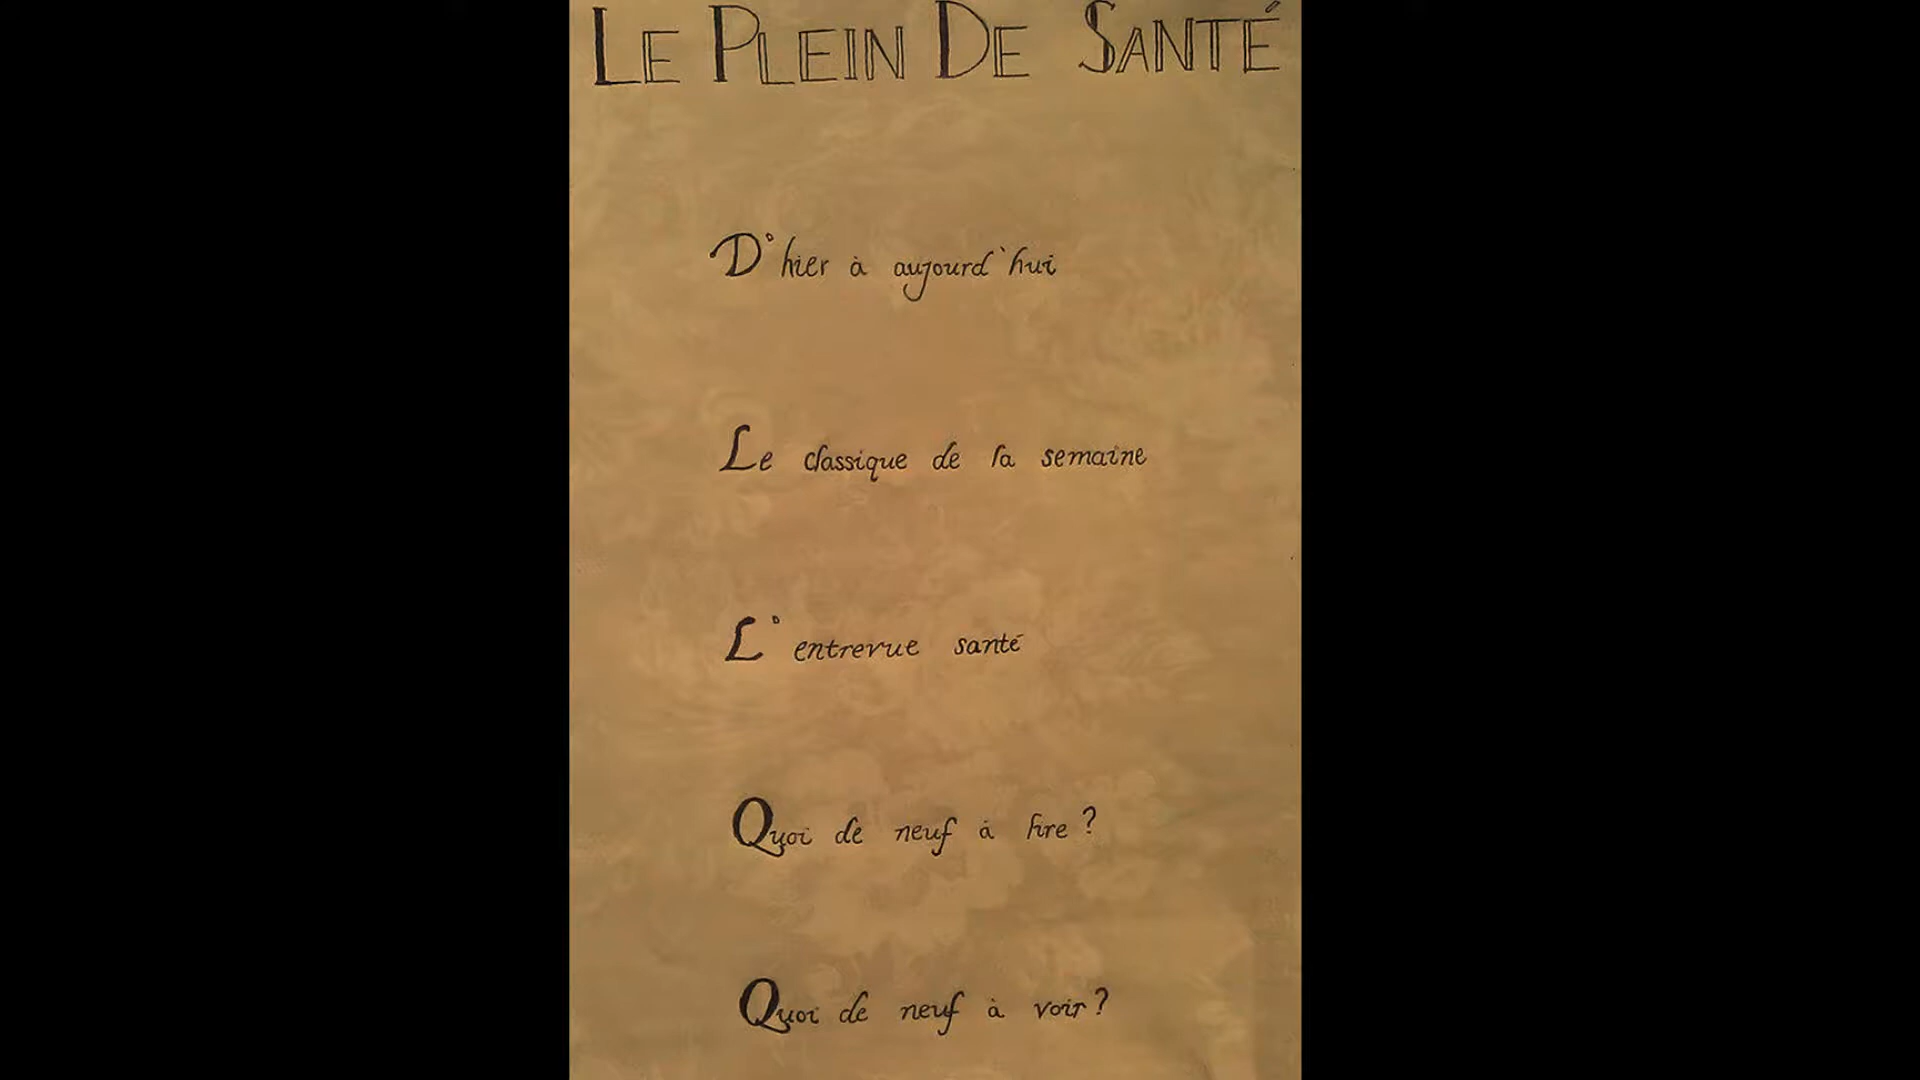 LE PLEIN DE SANTÉ
D'hier à aujourd'hui
Le classique de la semaine
L'entrevue santé
Quoi de neuf à lire ?
Quoi de neuf à voir ?